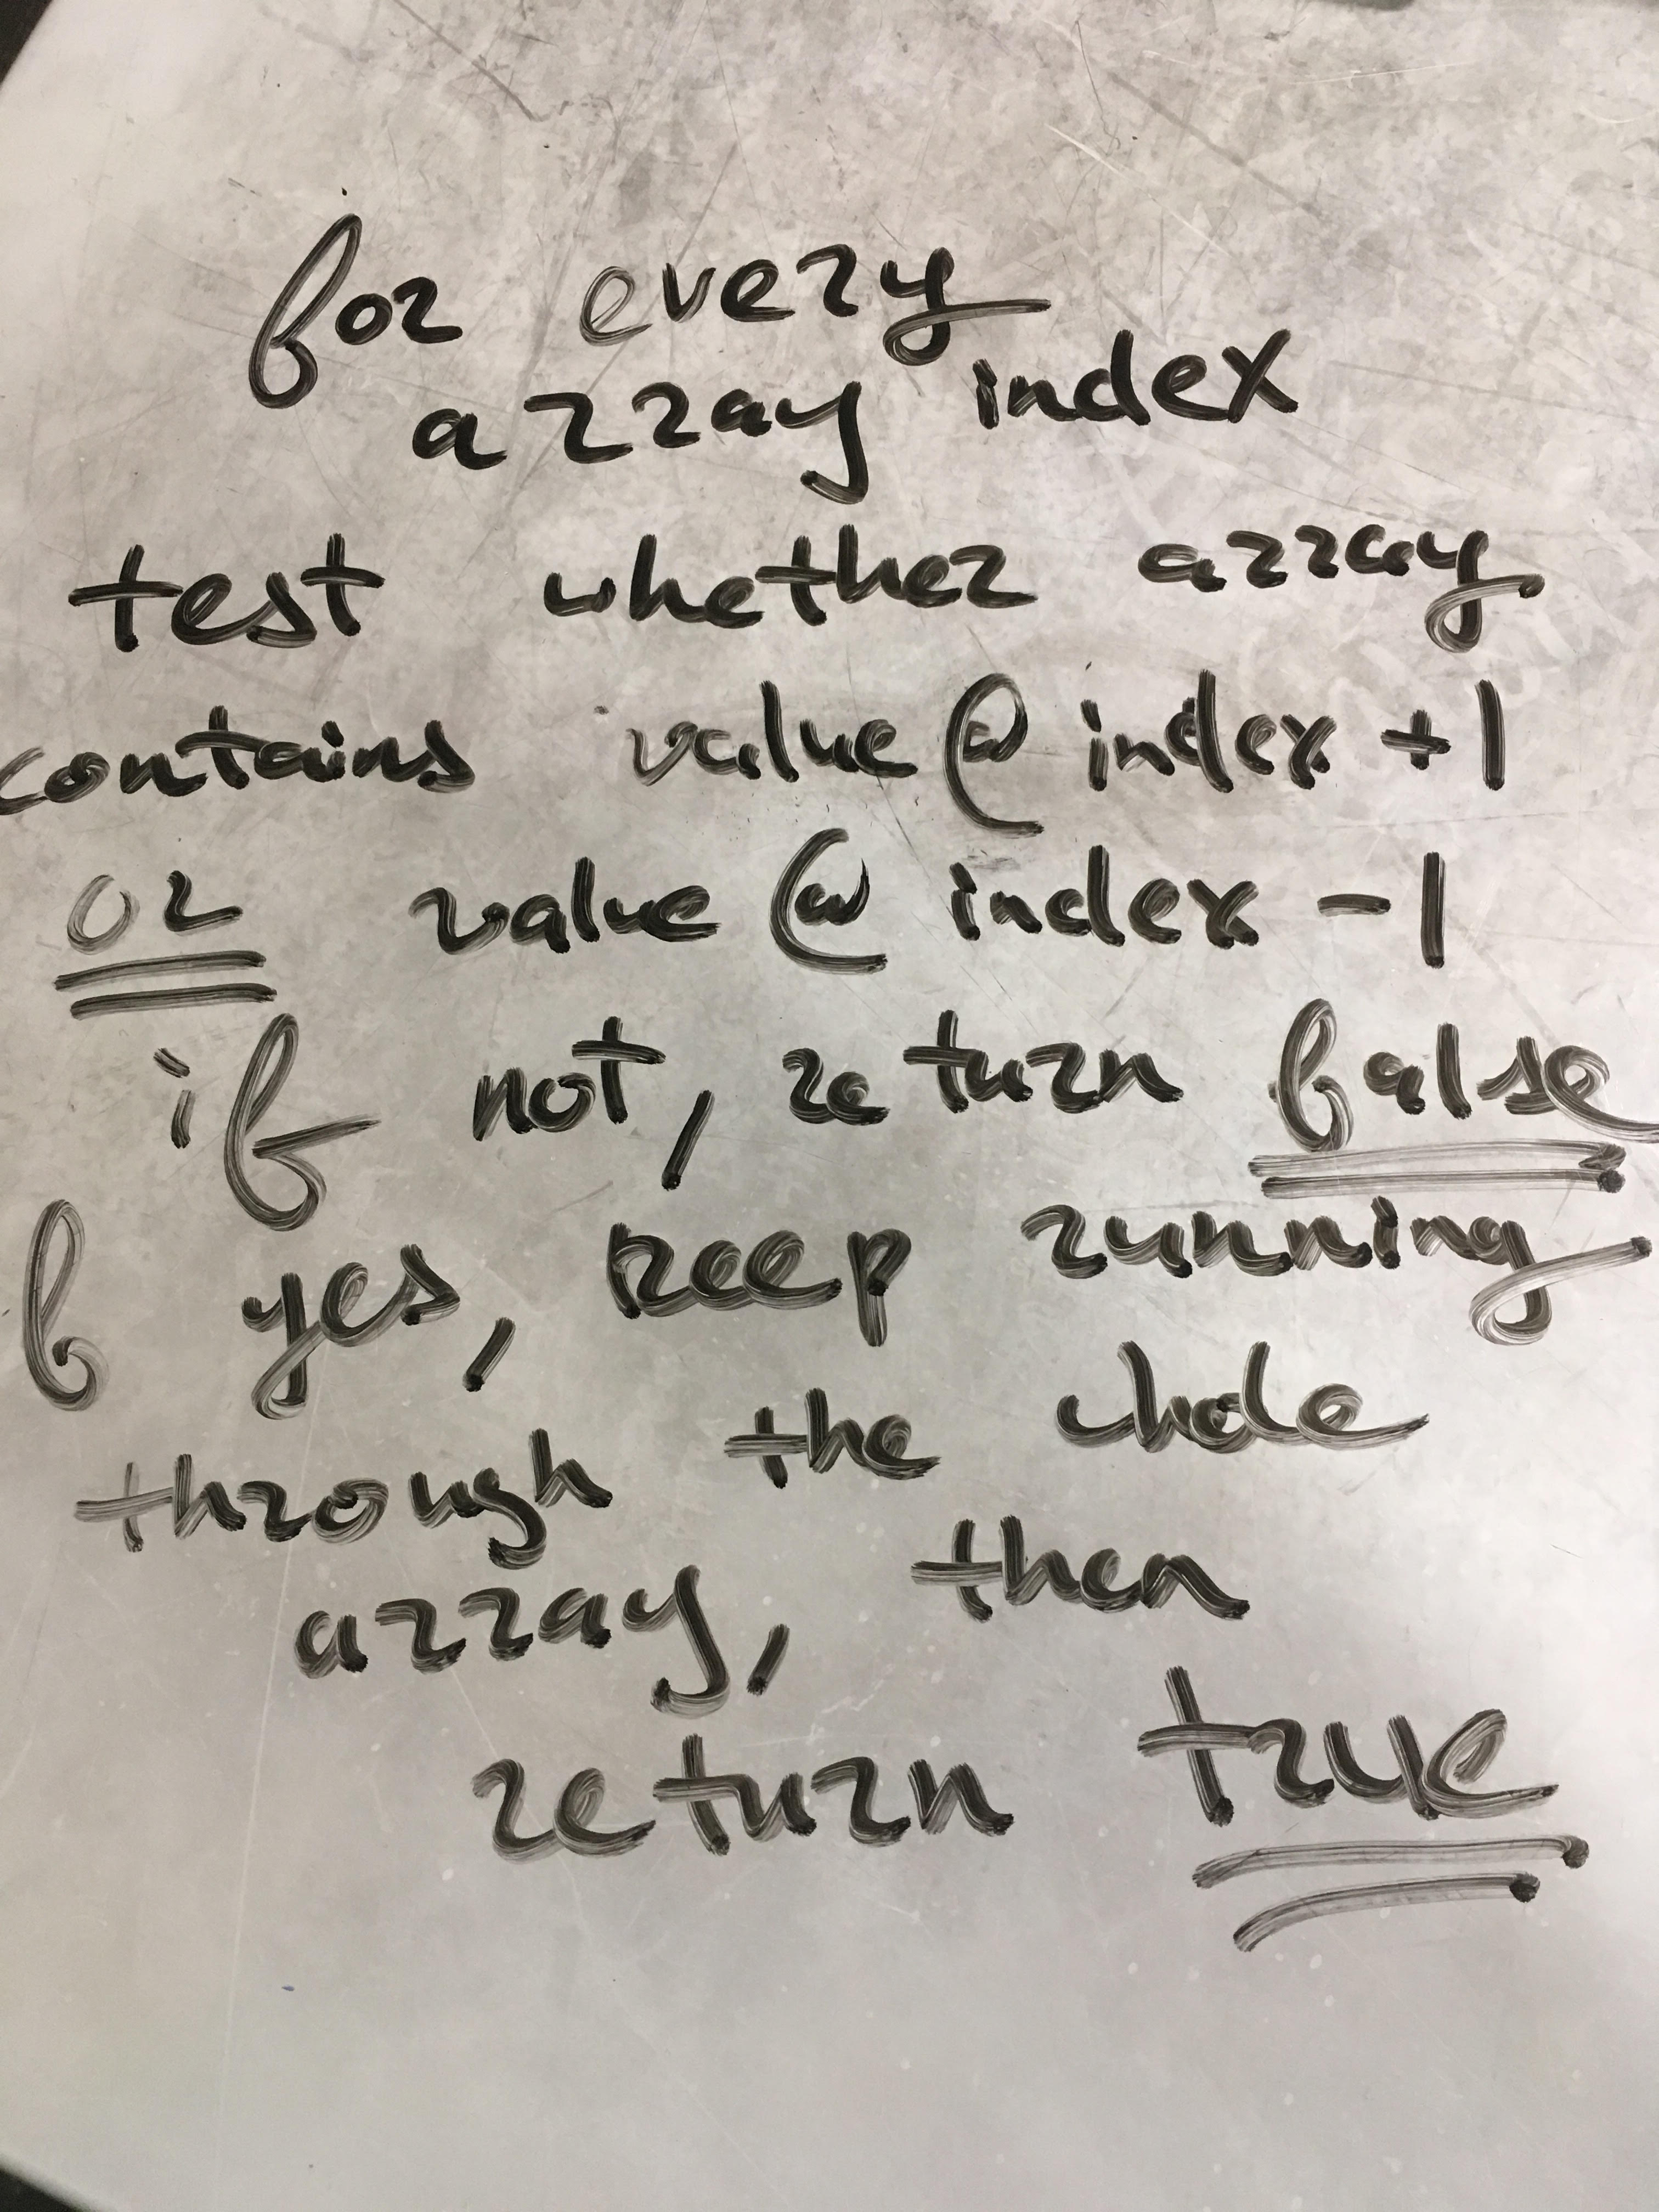 for every
array index
test whether array
contains value @ index +1
or value @ index -1
if not, return false
f yes, keep running
through the whole
array, then
return true